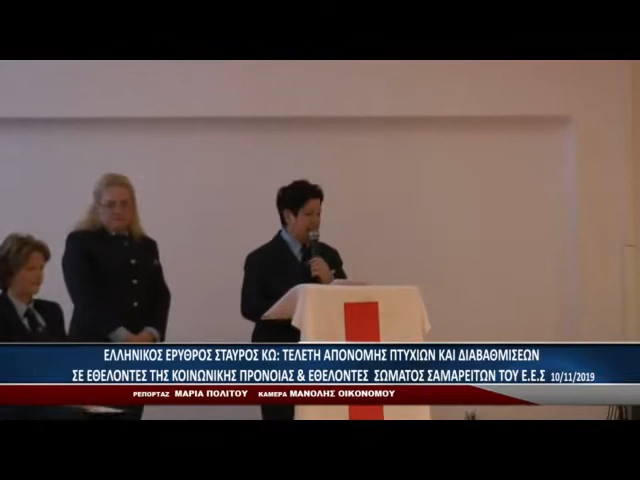 ΕΛΛΗΝΙΚΟΣ ΕΡΥΘΡΟΣ ΣΤΑΥΡΟΣ ΚΩ: ΤΕΛΕΤΗ ΑΠΟΝΟΜΗΣ ΠΤΥΧΙΩΝ ΚΑΙ ΔΙΑΒΑΘΜΙΣΕΩΝ
ΣΕ ΕΘΕΛΟΝΤΕΣ ΤΗΣ ΚΟΙΝΩΝΙΚΗΣ ΠΡΟΝΟΙΑΣ & ΕΘΕΛΟΝΤΕΣ ΣΩΜΑΤΟΣ ΣΑΜΑΡΕΙΤΩΝ ΤΟΥ Ε.Ε.Σ 10/11/2019
ΡΕΠΟΡΤΑΖ ΜΑΡΙΑ ΠΟΛΙΤΟΥ ΚΑΜΕΡΑ ΜΑΝΟΛΗΣ ΟΙΚΟΝΟΜΟΥ